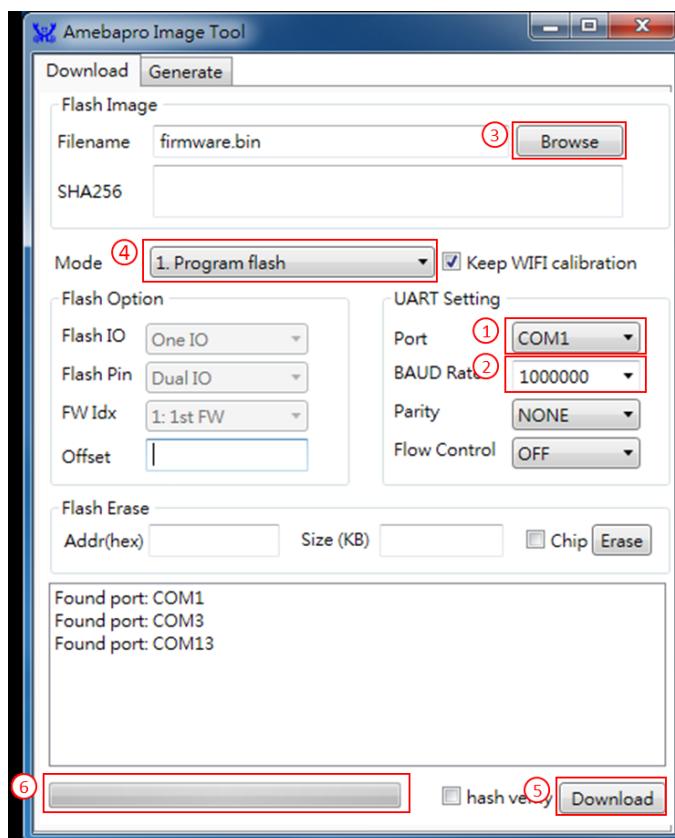 Amebapro Image Tool
Download Generate
Flash Image
Filename firmware.bin 3 Browse
SHA256
Mode 4 1. Program flash Keep WIFI calibration
Flash Option UART Setting
Flash IO One IO Port 1 COM1
Flash Pin Dual IO BAUD Rate 2 1000000
FW Idx 1: 1st FW Parity NONE
Offset Flow Control OFF
Flash Erase
Addr(hex) Size (KB) Chip Erase
Found port: COM1
Found port: COM3
Found port: COM13
6 hash verify 5 Download